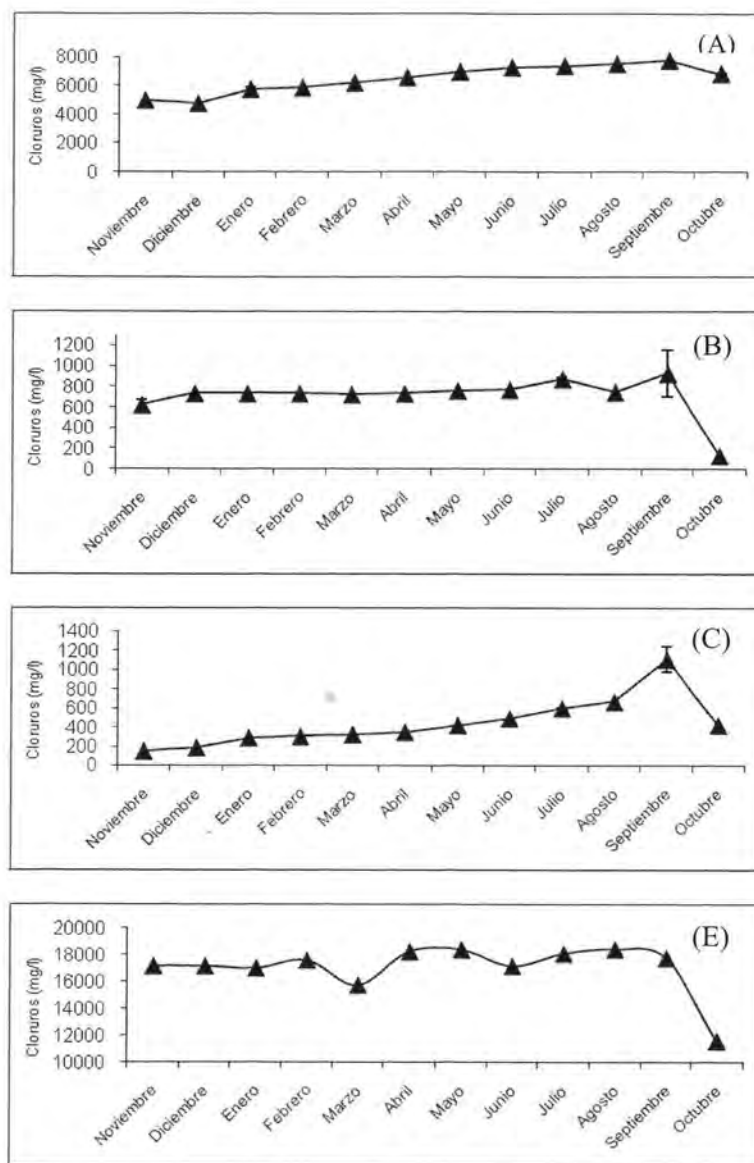 (A)
Cloruros (mg/l)
8000
6000
4000
2000
0
Noviembre
Diciembre
Enero
Febrero
Marzo
Abril
Mayo
Junio
Julio
Agosto
Septiembre
Octubre
(B)
Cloruros (mg/l)
1200
1000
800
600
400
200
0
Noviembre
Diciembre
Enero
Febrero
Marzo
Abril
Mayo
Junio
Julio
Agosto
Septiembre
Octubre
(C)
Cloruros (mg/l)
1400
1200
1000
800
600
400
200
0
Noviembre
Diciembre
Enero
Febrero
Marzo
Abril
Mayo
Junio
Julio
Agosto
Septiembre
Octubre
(E)
Cloruros (mg/l)
20000
18000
16000
14000
12000
10000
Noviembre
Diciembre
Enero
Febrero
Marzo
Abril
Mayo
Junio
Julio
Agosto
Septiembre
Octubre